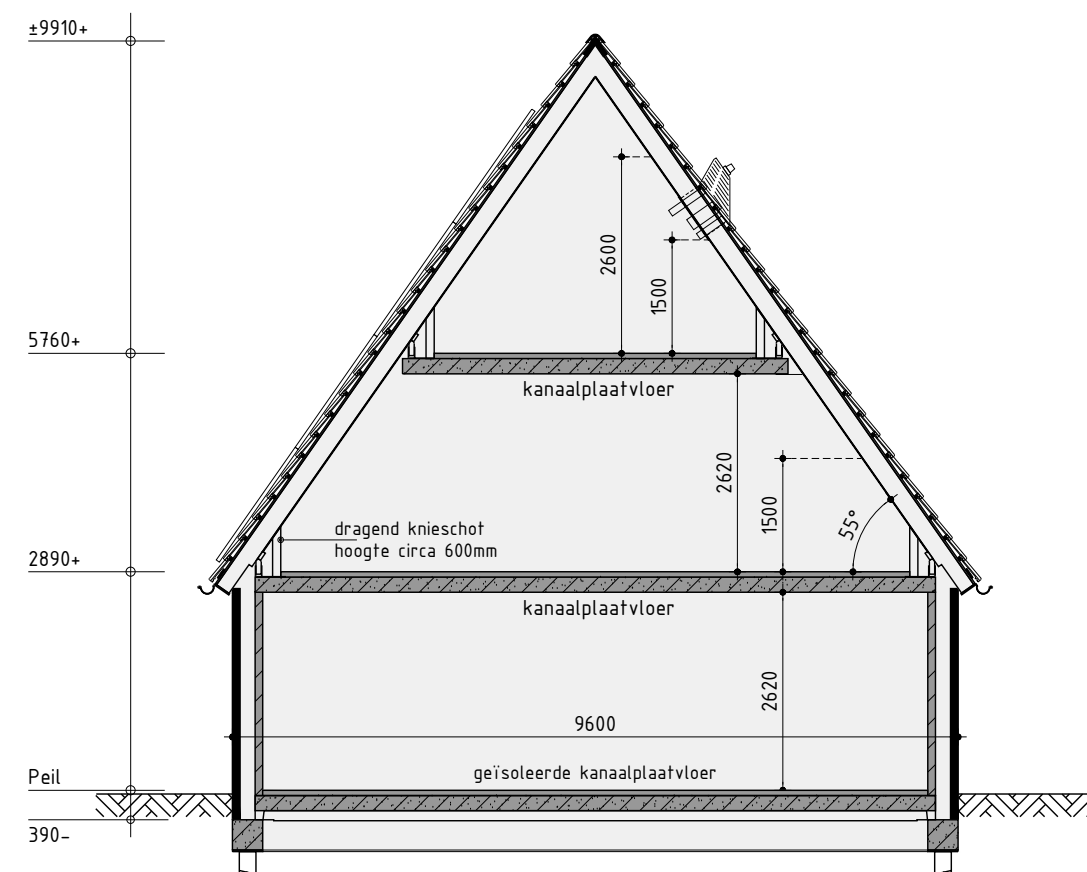 ±9910+
2600
1500
5760+
kanaalplaatvloer
2620
1500
55°
dragend knieschot
hoogte circa 600mm
2890+
kanaalplaatvloer
2620
9600
geïsoleerde kanaalplaatvloer
Peil
390-